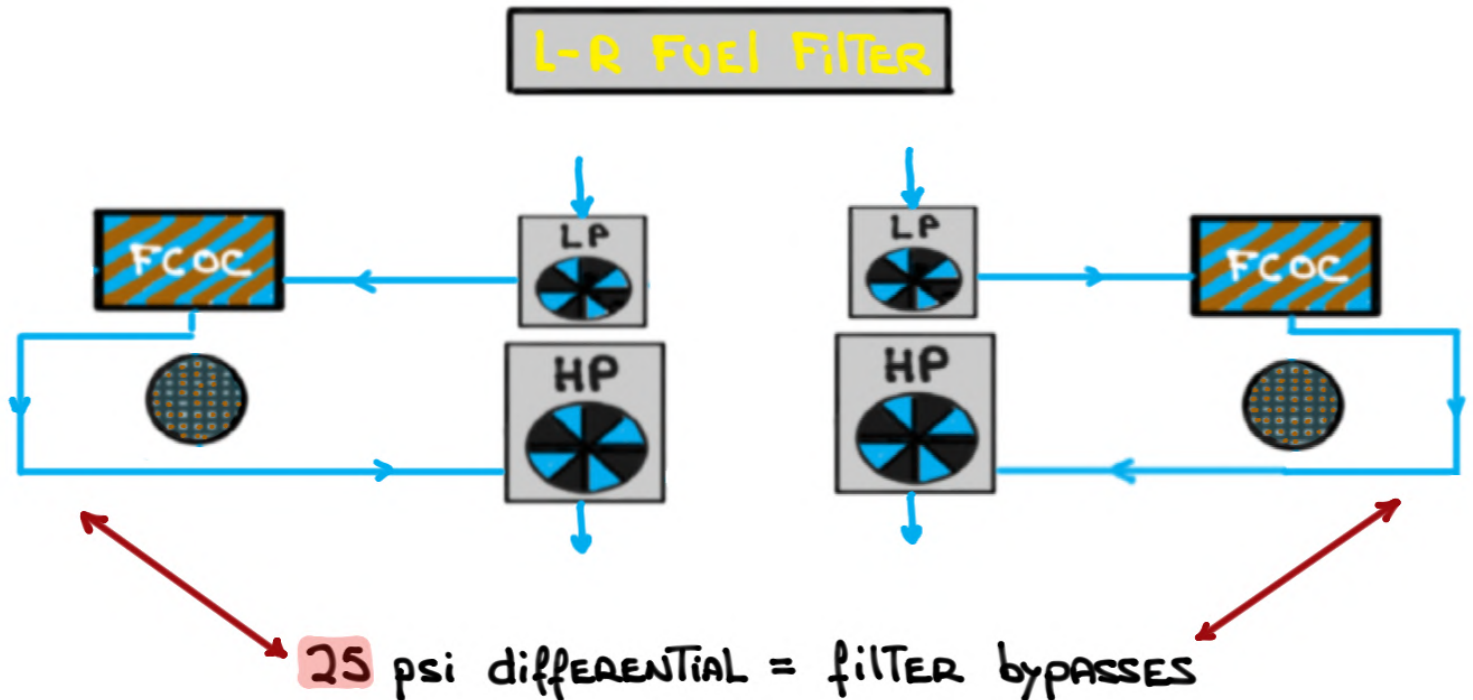 L-R FUEl FilTER
LP
LP
FCOC
FCOC
HP
HP
25 psi diffERENTiAL = filTER bypASSES